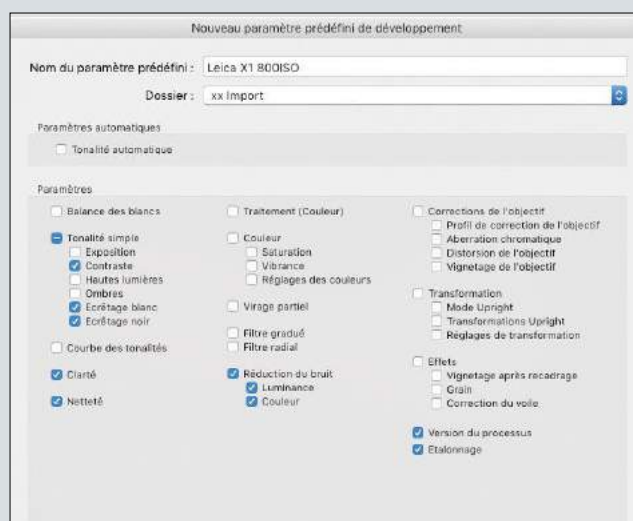 Nouveau paramètre prédéfini de développement
Nom du paramètre prédéfini : Leica X1 800ISO
Dossier : xx Import
Paramètres automatiques
Tonalité automatique
Paramètres
Balance des blancs
Tonalité simple
Exposition
Contraste
Hautes lumières
Ombres
Ecrêtage blanc
Ecrêtage noir
Courbe des tonalités
Clarté
Netteté
Traitement (Couleur)
Couleur
Saturation
Vibrance
Réglages des couleurs
Virage partiel
Filtre gradué
Filtre radial
Réduction du bruit
Luminance
Couleur
Corrections de l'objectif
Profil de correction de l'objectif
Aberration chromatique
Distorsion de l'objectif
Vignetage de l'objectif
Transformation
Mode Upright
Transformations Upright
Réglages de transformation
Effets
Vignetage après recadrage
Grain
Correction du voile
Version du processus
Etalonnage